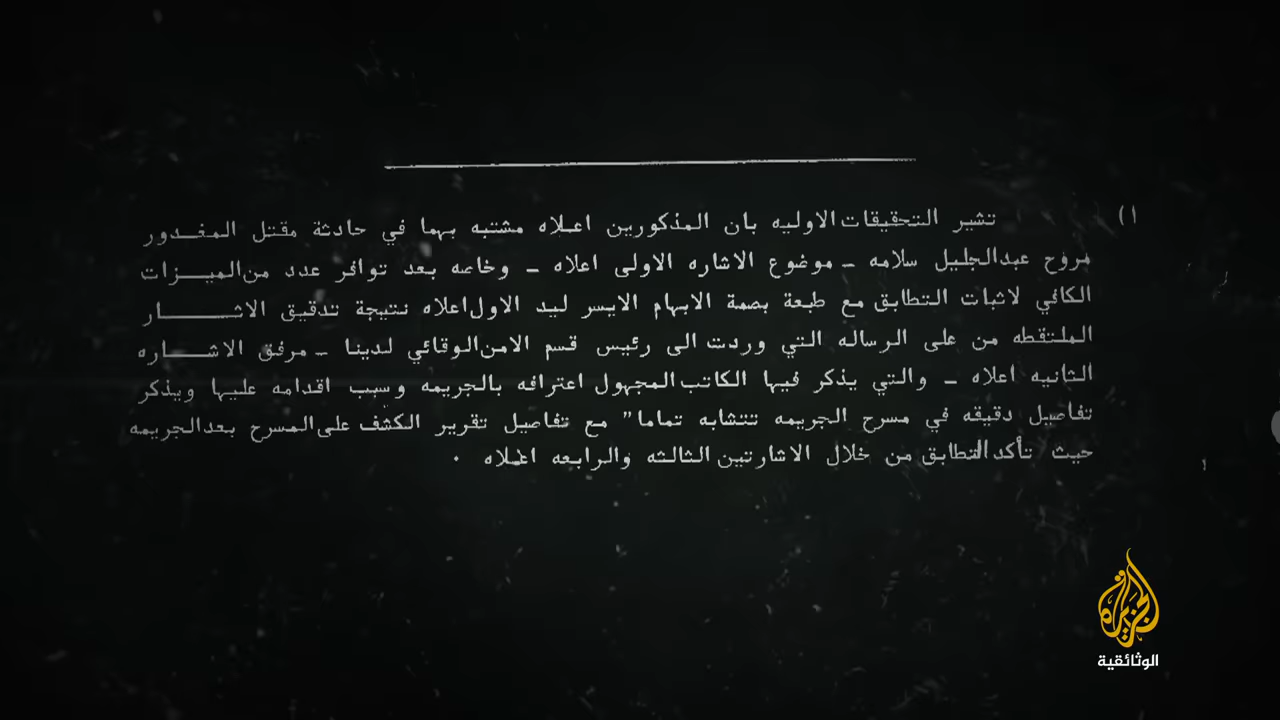 ١) تشير التحقيقات الاوليه بان المذكورين اعلاه مشتبه بهما في حادثة مقتل المغدور
مروح عبدالجليل سلامه - موضوع الاشاره الاولى اعلاه - وخاصه بعد توافر عدد من الميزات
الكافي لاثبات التطابق مع طبعة بصمة الابهام الايسر ليد الاول اعلاه نتيجة تدقيق الاثار
الملتقطه من على الرساله التي وردت الى رئيس قسم الامن الوقائي لدينا - مرفق الاشاره
الثانيه اعلاه - والتي يذكر فيها الكاتب المجهول اعترافه بالجريمه وسبب اقدامه عليها ويذكر
تفاصيل دقيقه في مسرح الجريمه تتشابه تماما" مع تفاصيل تقرير الكشف على المسرح بعد الجريمه
حيث تأكد التطابق من خلال الاشارتين الثالثه والرابعه اعلاه .
الجزيرة
الوثائقية